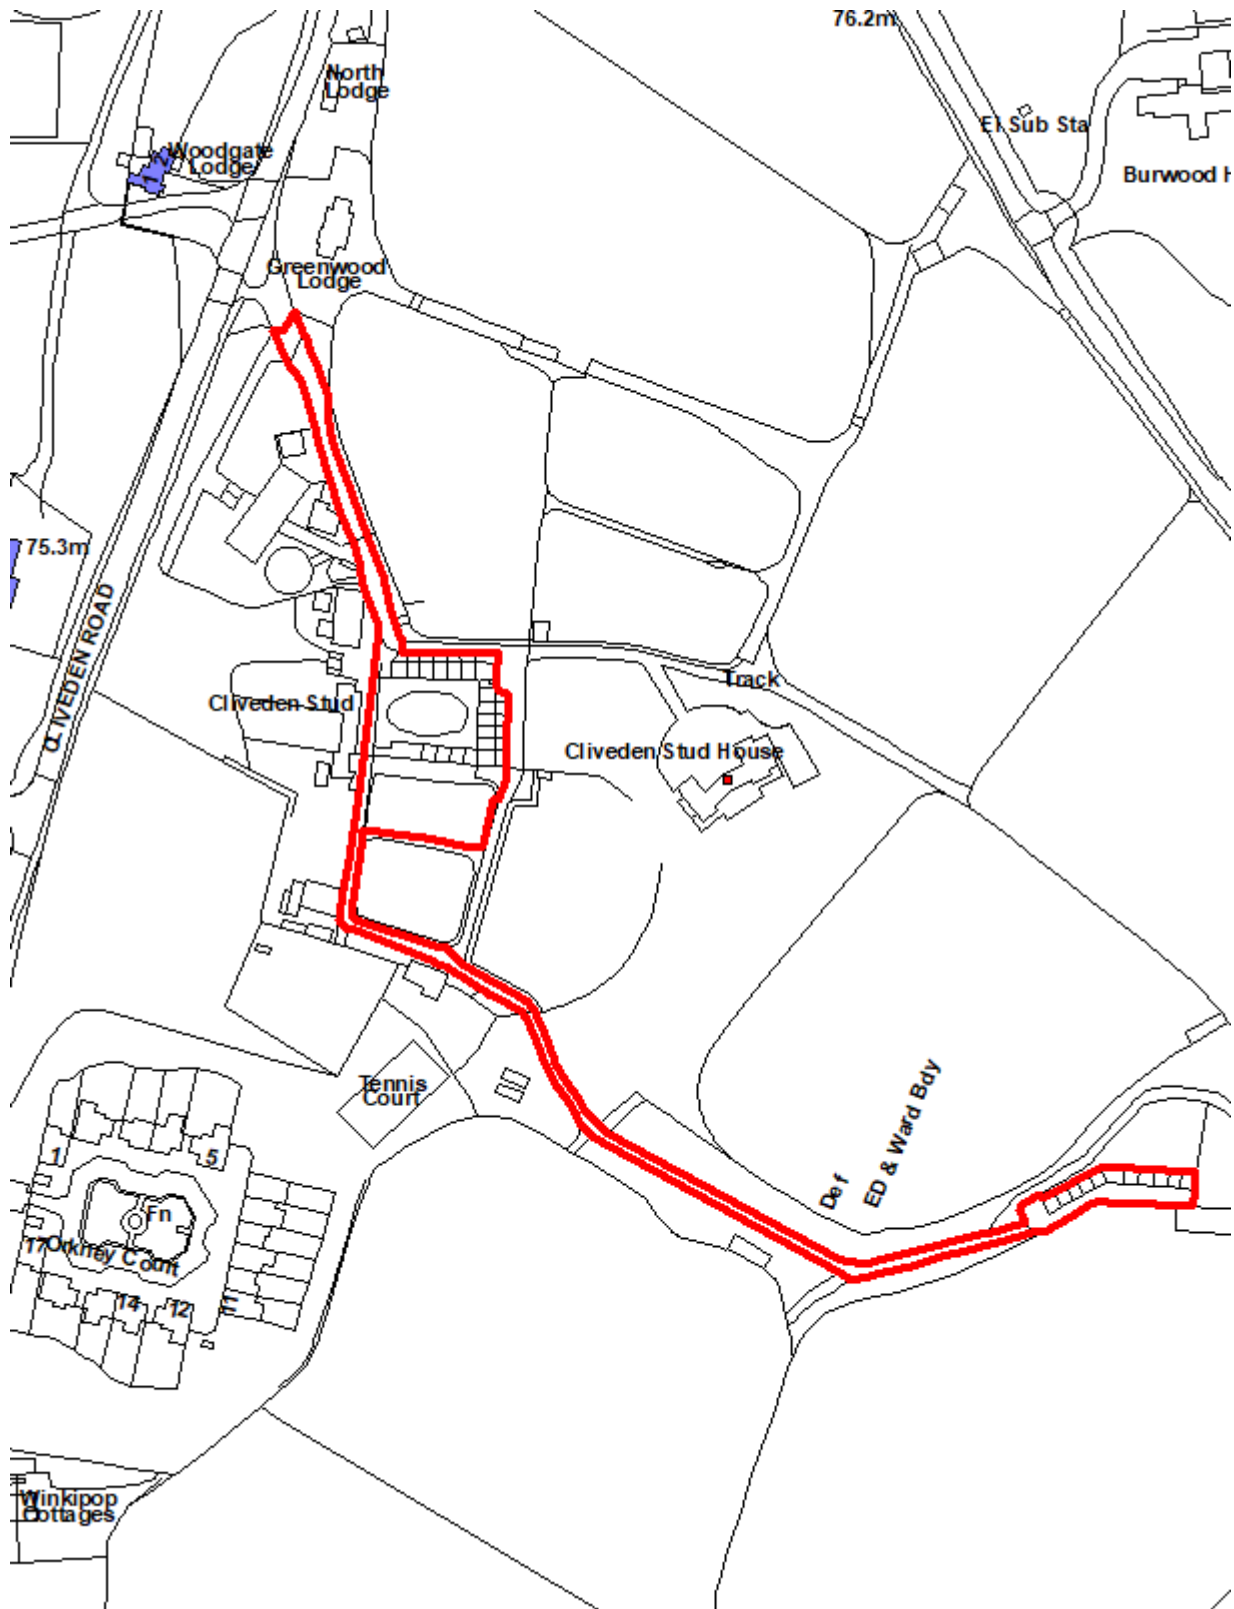 76.2m
North
Lodge
El Sub Sta
Woodgate
Lodge
1
2
Burwood H
Greenwood
Lodge
75.3m
CLIVEDEN ROAD
Track
Cliveden Stud
Cliveden Stud House
Tennis
Court
Def
ED & Ward Bdy
1
5
Fn
17
Orkney Court
14
12
11
Winkipop
Cottages